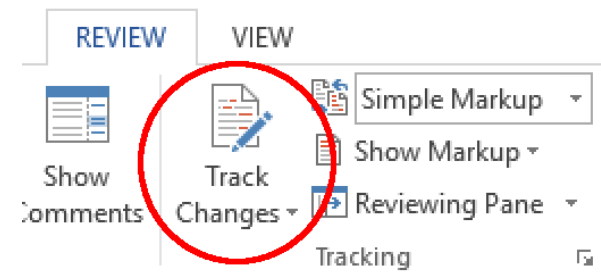 REVIEW VIEW
Show
Comments
Track
Changes
Simple Markup
Show Markup
Reviewing Pane
Tracking